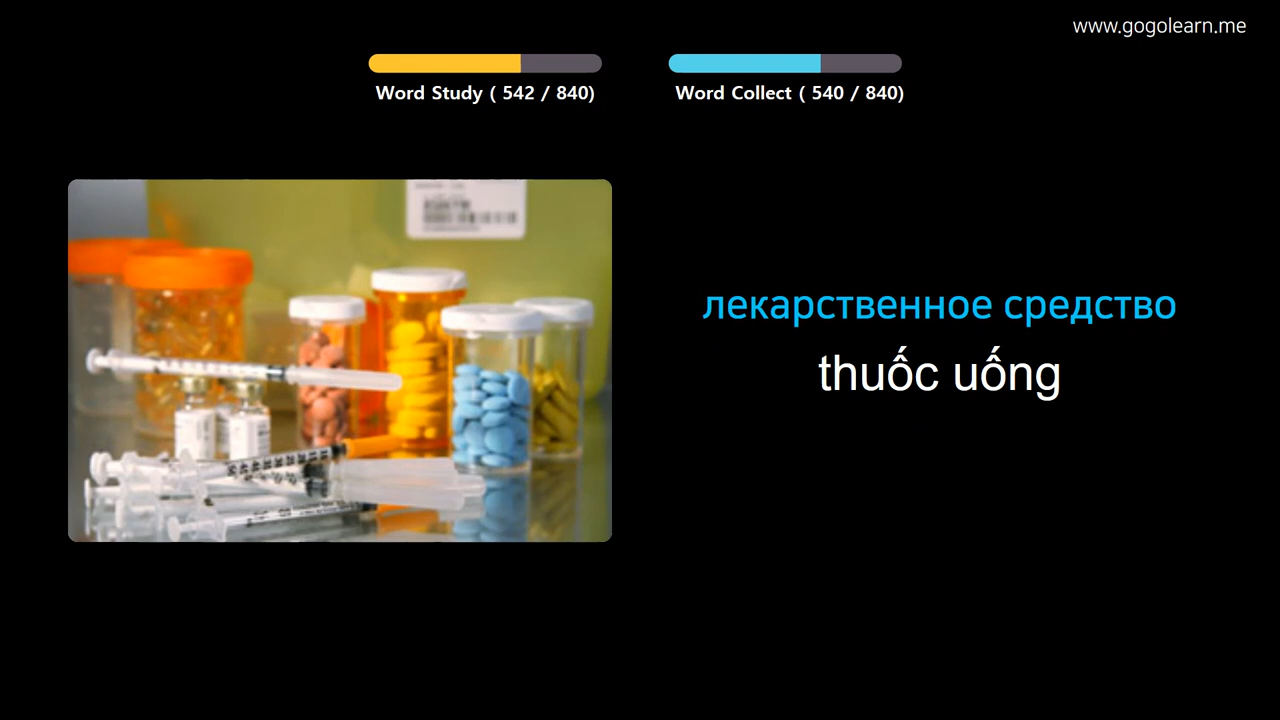 www.gogolearn.me
Word Study ( 542 / 840)
Word Collect ( 540 / 840)
лекарственное средство
thuốc uống